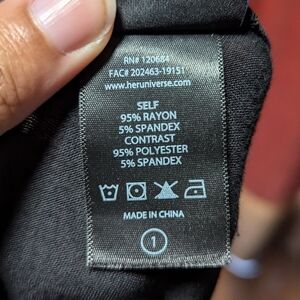 RN# 120684
FAC# 202463-19151
www.heruniverse.com
SELF
95% RAYON
5% SPANDEX
CONTRAST
95% POLYESTER
5% SPANDEX
MADE IN CHINA
1